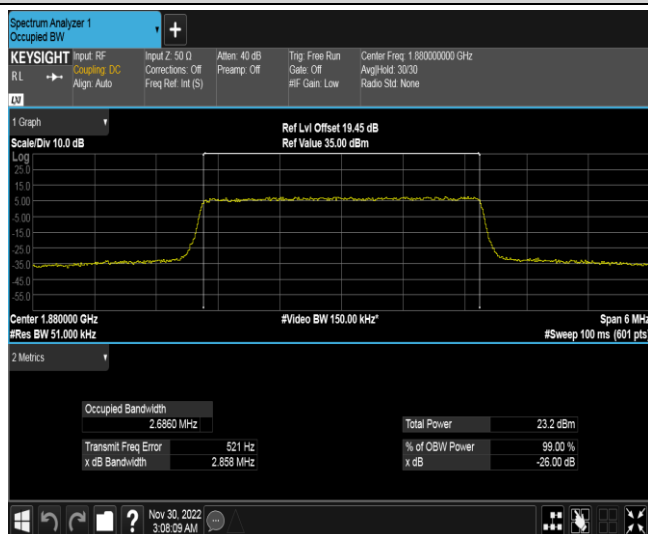 Spectrum Analyzer 1
Occupied BW
KEYSIGHT
RL
LXI
Input: RF
Coupling: DC
Align: Auto
Input Z: 50 Ω
Corrections: Off
Freq Ref: Int (S)
Atten: 40 dB
Preamp: Off
Trig: Free Run
Gate: Off
#IF Gain: Low
Center Freq: 1.880000000 GHz
Avg|Hold: 30/30
Radio Std: None
1 Graph
Scale/Div 10.0 dB
Ref Lvl Offset 19.45 dB
Ref Value 35.00 dBm
Log
25.0
15.0
5.00
-5.00
-15.0
-25.0
-35.0
-45.0
-55.0
Center 1.880000 GHz
#Res BW 51.000 kHz
#Video BW 150.00 kHz*
Span 6 MHz
#Sweep 100 ms (601 pts)
2 Metrics
Occupied Bandwidth
2.6860 MHz
Transmit Freq Error 521 Hz
x dB Bandwidth 2.858 MHz
Total Power 23.2 dBm
% of OBW Power 99.00 %
x dB -26.00 dB
?
Nov 30, 2022
3:08:09 AM